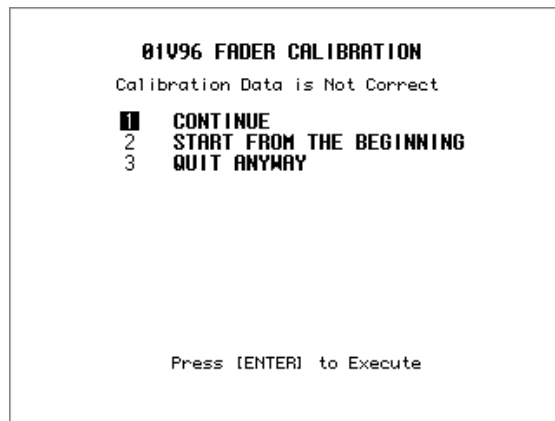 01V96 FADER CALIBRATION
Calibration Data is Not Correct
1 CONTINUE
2 START FROM THE BEGINNING
3 QUIT ANYWAY
Press [ENTER] to Execute